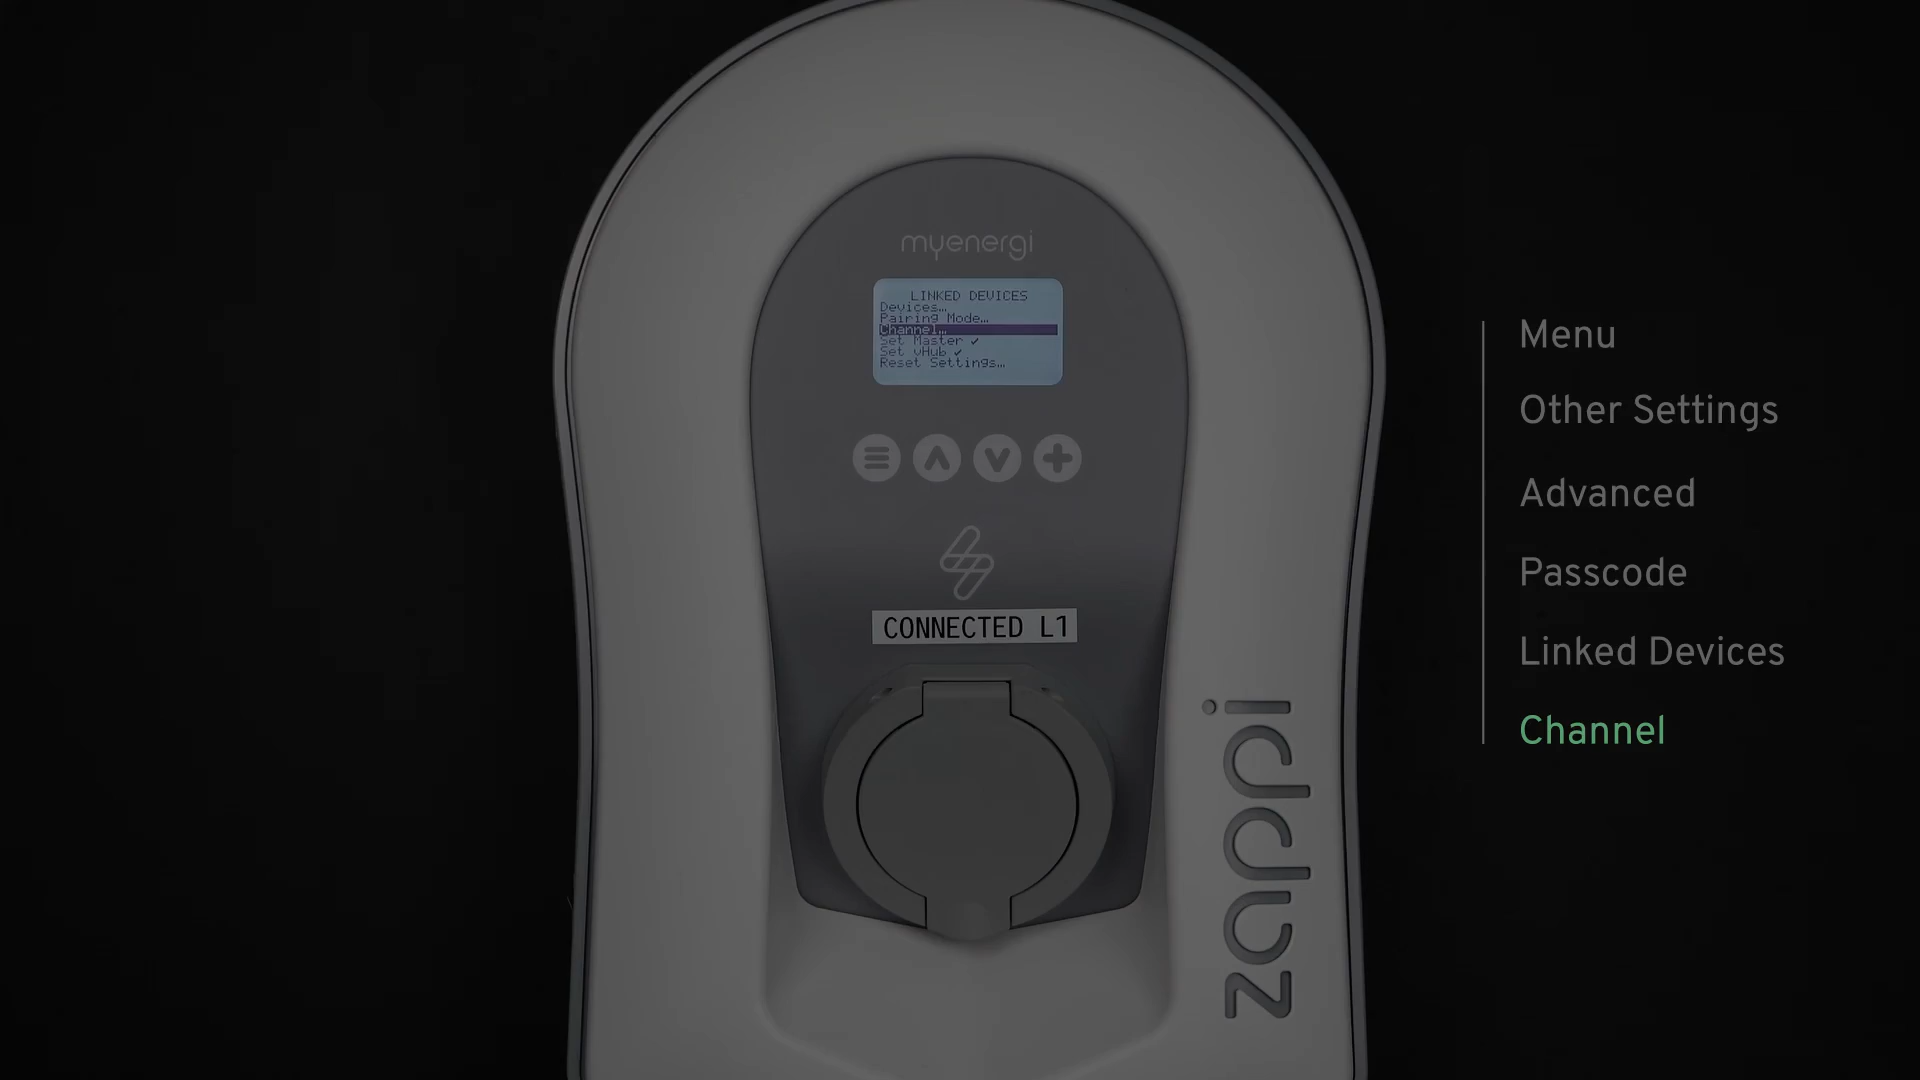 myenergi
LINKED DEVICES
Devices...
Pairing Mode...
Channel...
Set Master ✓
Set vHub ✓
Reset Settings...
CONNECTED L1
zappi
Menu
Other Settings
Advanced
Passcode
Linked Devices
Channel